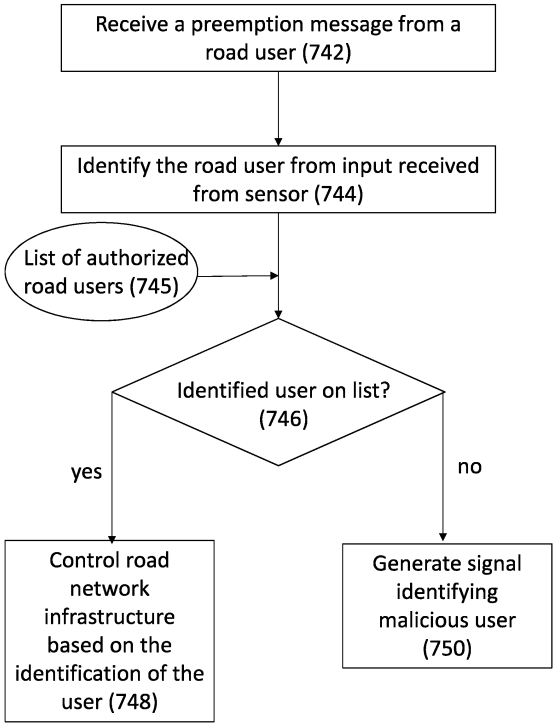 Receive a preemption message from a
road user (742)
Identify the road user from input received
from sensor (744)
List of authorized
road users (745)
Identified user on list?
(746)
yes
no
Control road
network
infrastructure
based on the
identification of the
user (748)
Generate signal
identifying
malicious user
(750)